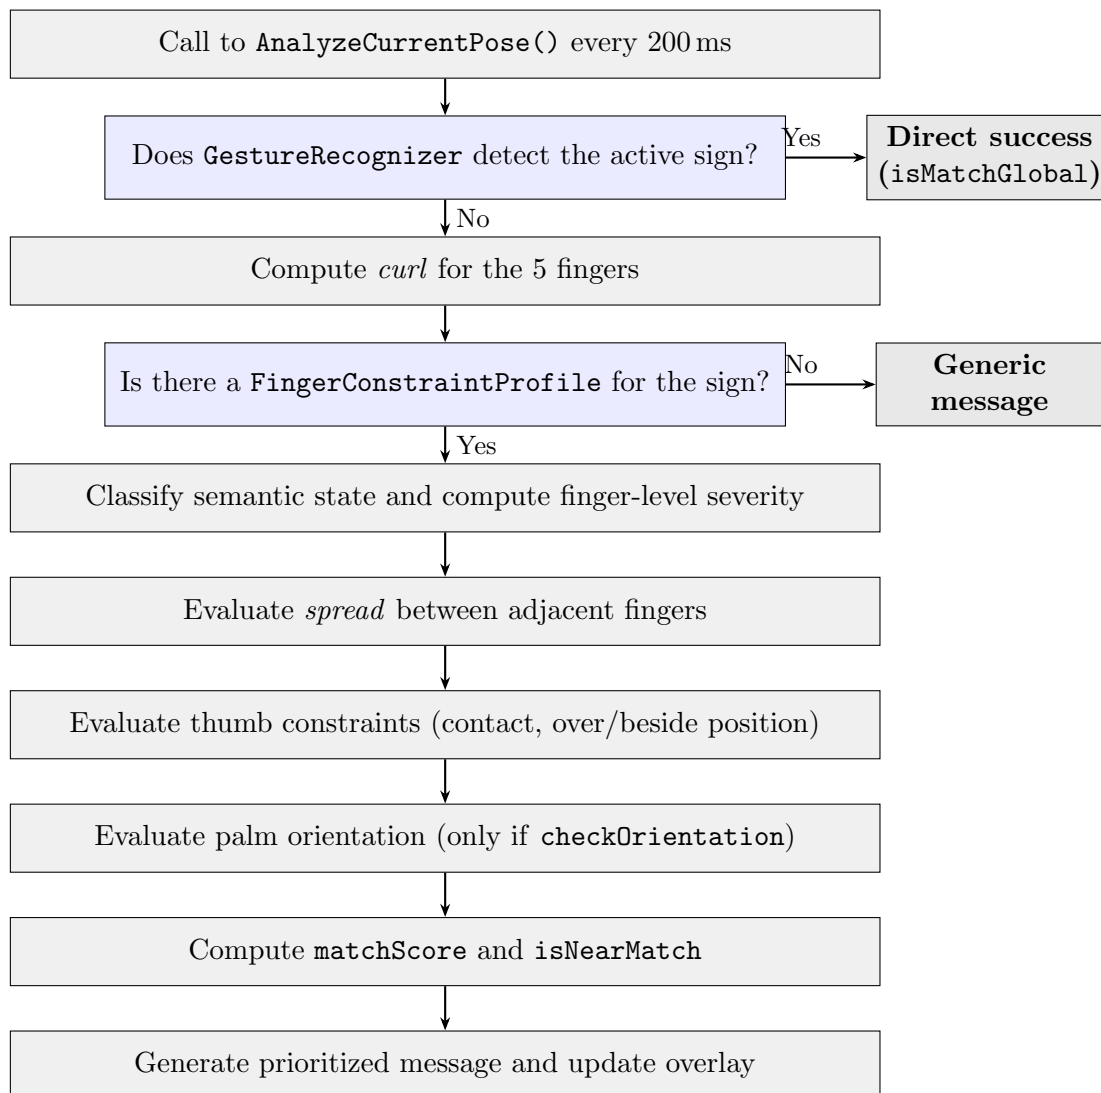 Call to AnalyzeCurrentPose() every 200 ms
Does GestureRecognizer detect the active sign?
Yes
Direct success
(isMatchGlobal)
No
Compute curl for the 5 fingers
Is there a FingerConstraintProfile for the sign?
No
Generic
message
Yes
Classify semantic state and compute finger-level severity
Evaluate spread between adjacent fingers
Evaluate thumb constraints (contact, over/beside position)
Evaluate palm orientation (only if checkOrientation)
Compute matchScore and isNearMatch
Generate prioritized message and update overlay